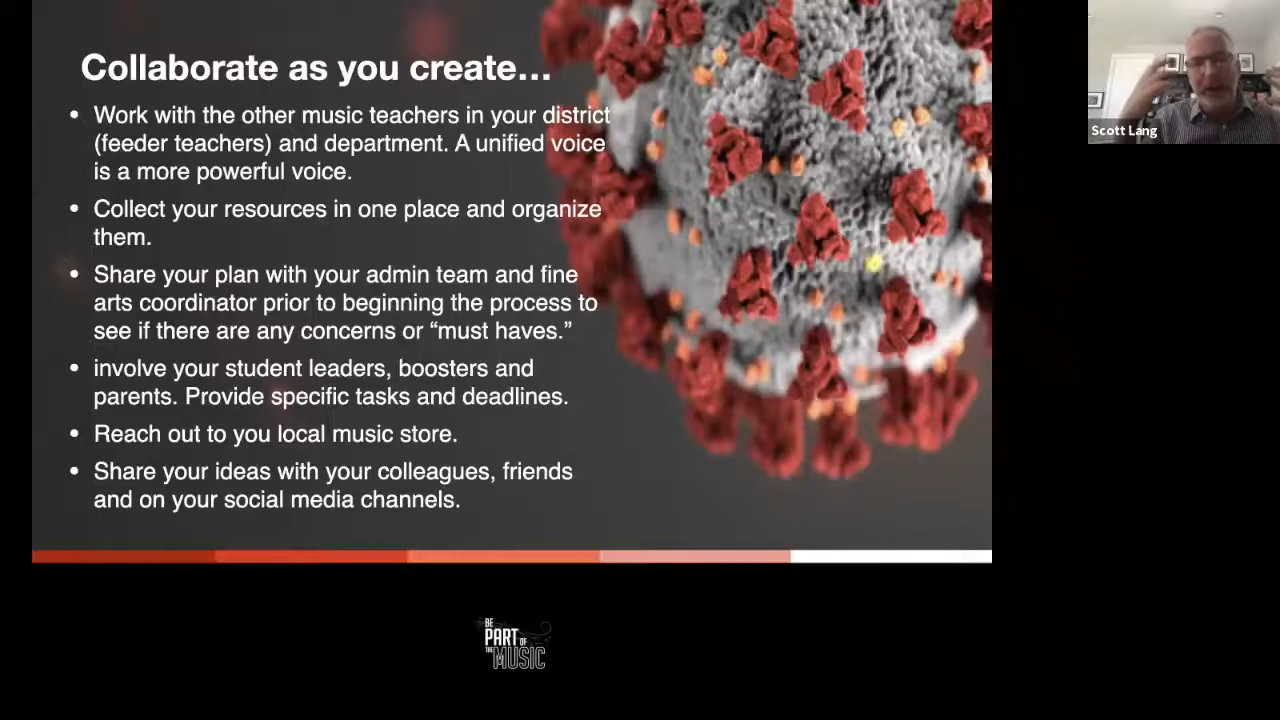 Collaborate as you create...
• Work with the other music teachers in your district
(feeder teachers) and department. A unified voice
is a more powerful voice.
• Collect your resources in one place and organize
them.
• Share your plan with your admin team and fine
arts coordinator prior to beginning the process to
see if there are any concerns or “must haves.”
• involve your student leaders, boosters and
parents. Provide specific tasks and deadlines.
• Reach out to you local music store.
• Share your ideas with your colleagues, friends
and on your social media channels.
Scott Lang
BE
PART OF
THE MUSIC